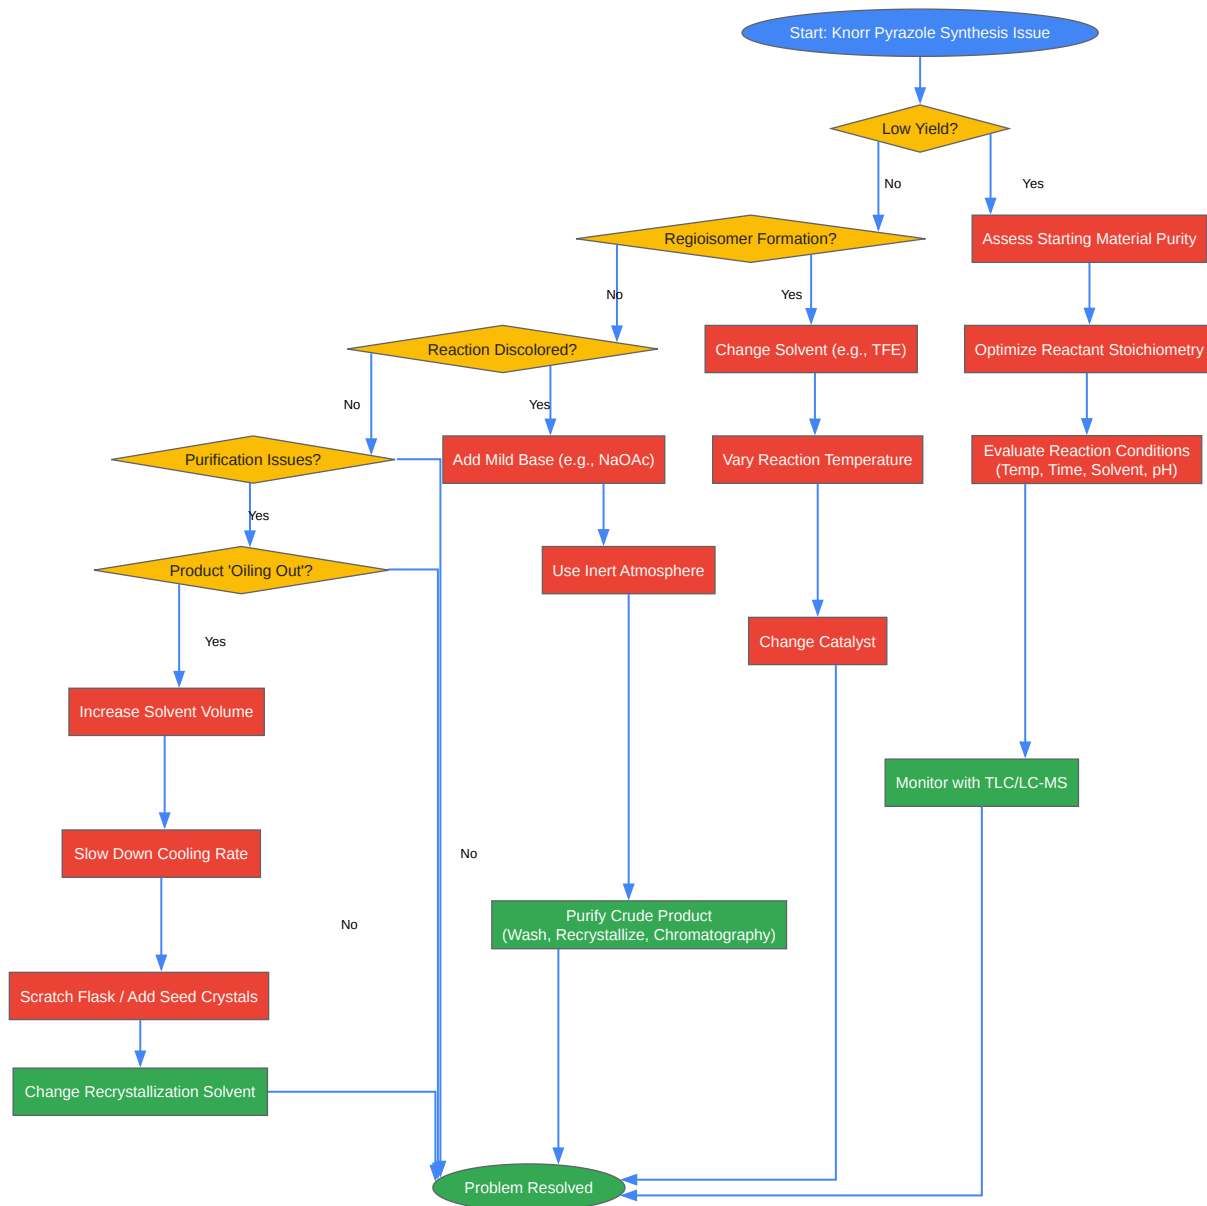 Start: Knorr Pyrazole Synthesis Issue
Low Yield?
No
Yes
Regioisomer Formation?
Assess Starting Material Purity
No
Yes
Reaction Discolored?
Change Solvent (e.g., TFE)
Optimize Reactant Stoichiometry
No
Yes
Purification Issues?
Add Mild Base (e.g., NaOAc)
Vary Reaction Temperature
Evaluate Reaction Conditions
(Temp, Time, Solvent, pH)
Yes
Product 'Oiling Out'?
Use Inert Atmosphere
Yes
Change Catalyst
Increase Solvent Volume
Monitor with TLC/LC-MS
Slow Down Cooling Rate
No
No
Purify Crude Product
(Wash, Recrystallize, Chromatography)
Scratch Flask / Add Seed Crystals
Change Recrystallization Solvent
Problem Resolved